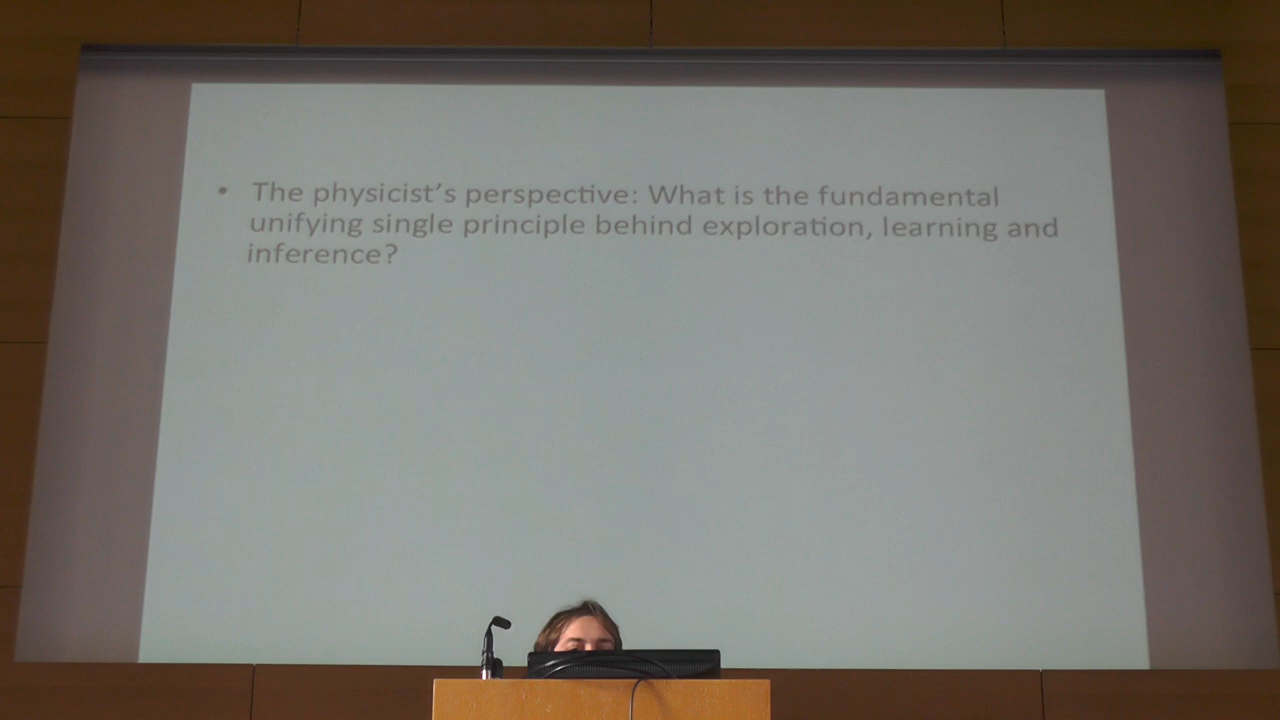 • The physicist's perspective: What is the fundamental
unifying single principle behind exploration, learning and
inference?